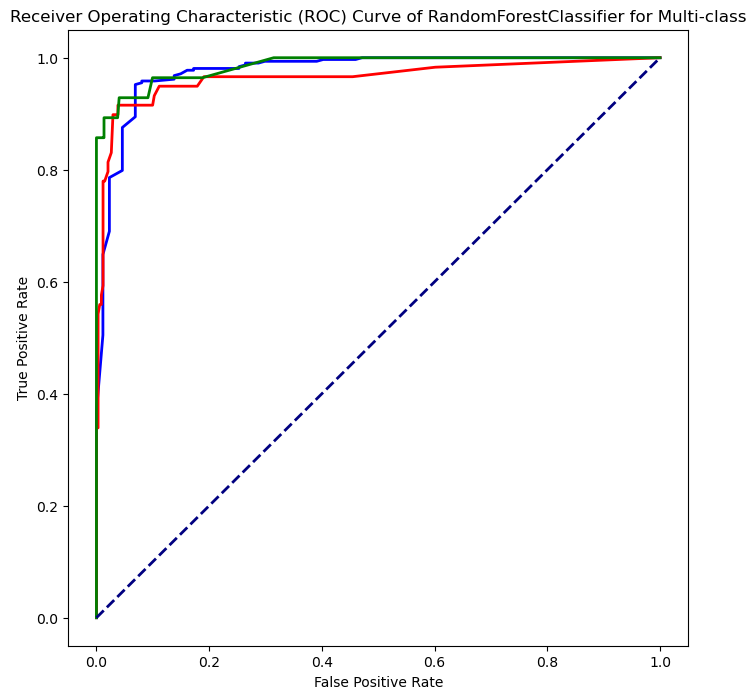 Receiver Operating Characteristic (ROC) Curve of RandomForestClassifier for Multi-class
1.0
0.8
0.6
0.4
0.2
0.0
True Positive Rate
0.0 0.2 0.4 0.6 0.8 1.0
False Positive Rate